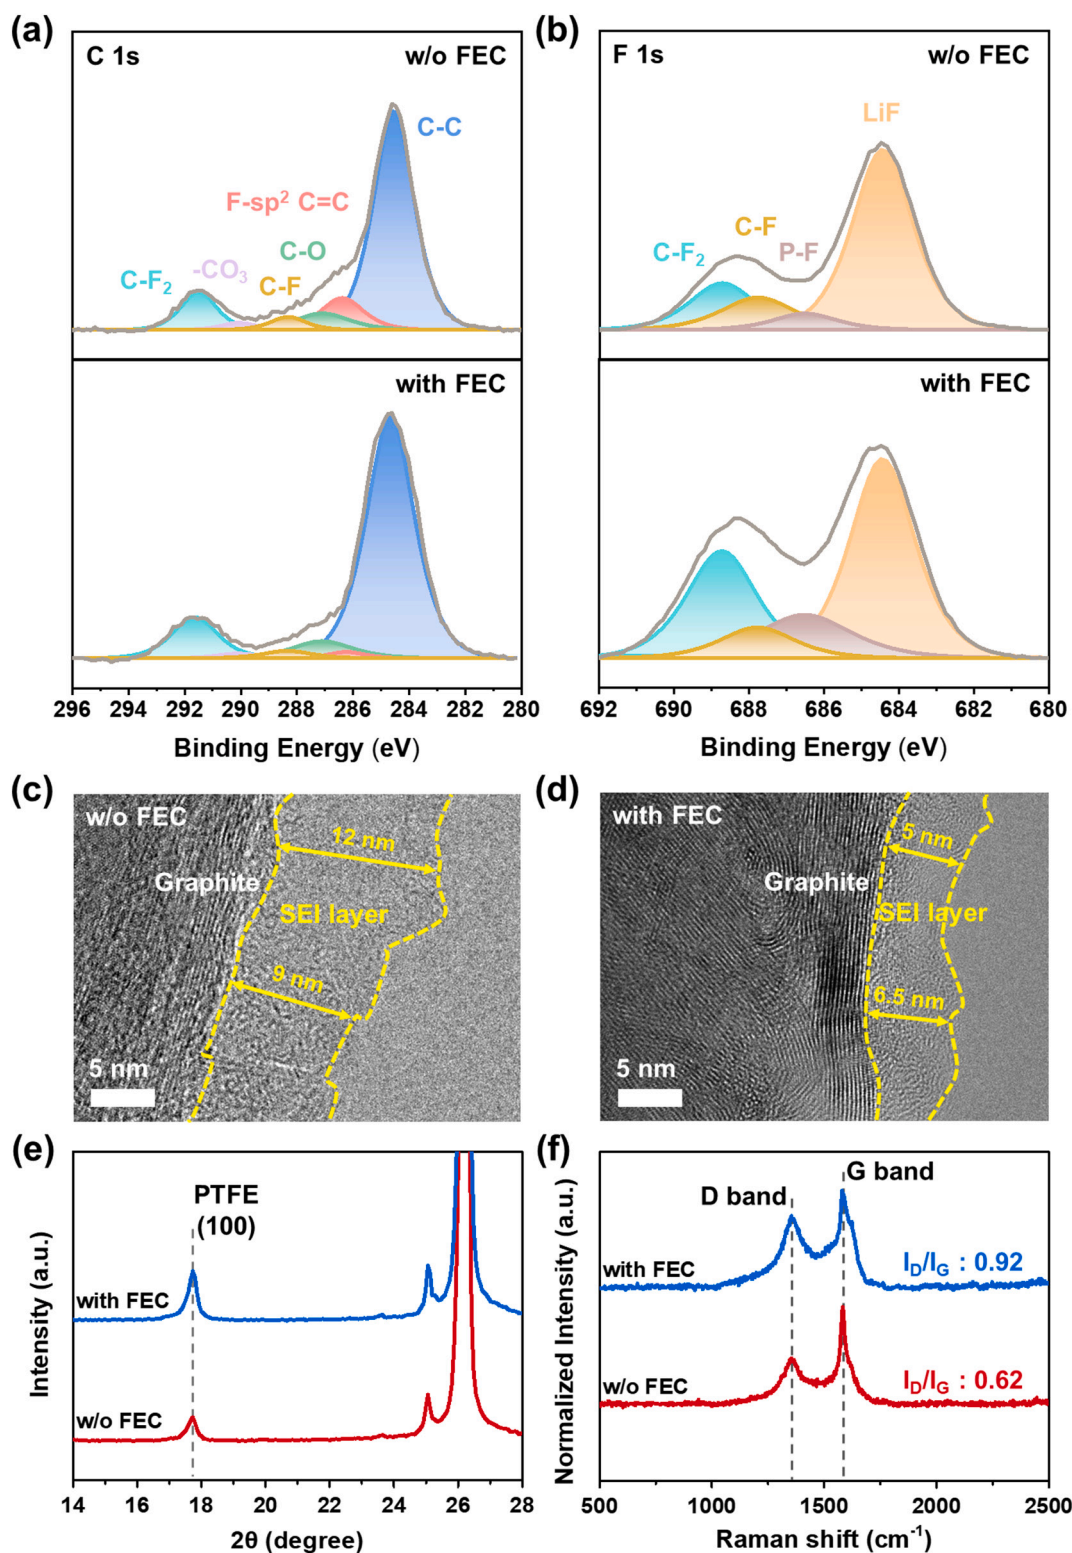 (a)
C 1s
w/o FEC
C-C
F-sp² C=C
C-O
-CO₃
C-F₂
C-F
with FEC
296 294 292 290 288 286 284 282 280
Binding Energy (eV)
(b)
F 1s
w/o FEC
LiF
C-F
C-F₂
P-F
with FEC
692 690 688 686 684 682 680
Binding Energy (eV)
(c)
w/o FEC
12 nm
Graphite
SEI layer
9 nm
5 nm
(d)
with FEC
5 nm
Graphite
SEI layer
6.5 nm
5 nm
(e)
PTFE
(100)
with FEC
w/o FEC
Intensity (a.u.)
14 16 18 20 22 24 26 28
2θ (degree)
(f)
G band
D band
with FEC
I_D/I_G : 0.92
w/o FEC
I_D/I_G : 0.62
Normalized Intensity (a.u.)
500 1000 1500 2000 2500
Raman shift (cm⁻¹)